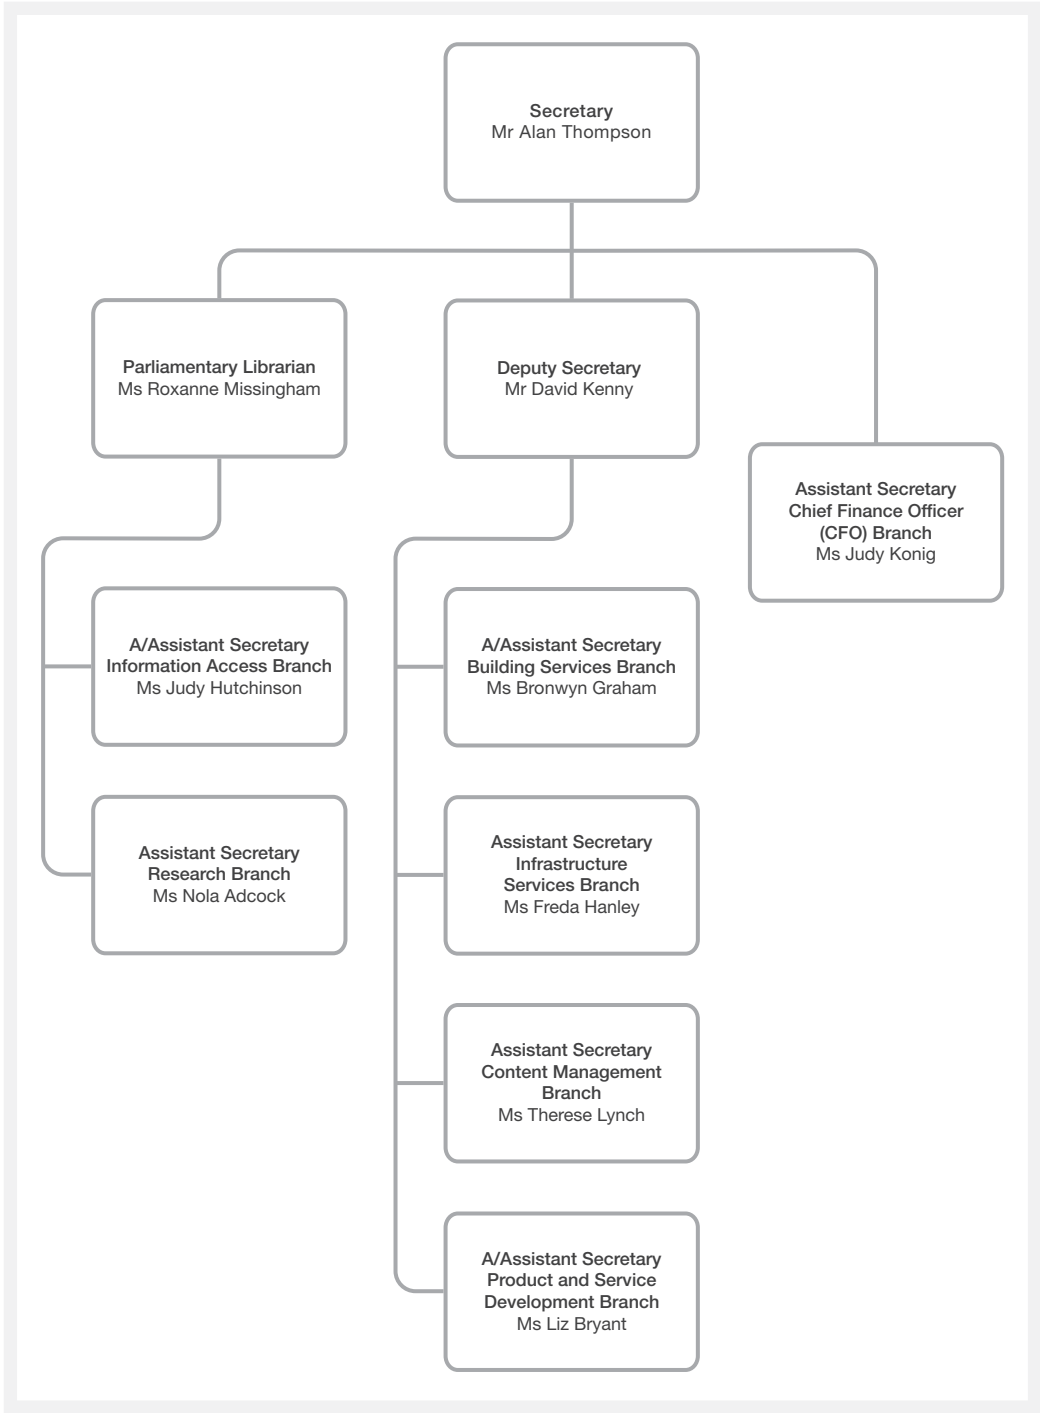 Secretary
Mr Alan Thompson
Parliamentary Librarian
Ms Roxanne Missingham
Deputy Secretary
Mr David Kenny
Assistant Secretary
Chief Finance Officer
(CFO) Branch
Ms Judy Konig
A/Assistant Secretary
Information Access Branch
Ms Judy Hutchinson
Assistant Secretary
Research Branch
Ms Nola Adcock
A/Assistant Secretary
Building Services Branch
Ms Bronwyn Graham
Assistant Secretary
Infrastructure
Services Branch
Ms Freda Hanley
Assistant Secretary
Content Management
Branch
Ms Therese Lynch
A/Assistant Secretary
Product and Service
Development Branch
Ms Liz Bryant